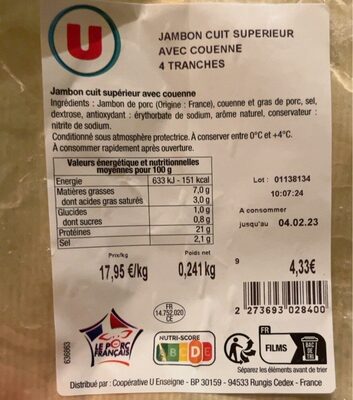 U
JAMBON CUIT SUPERIEUR
AVEC COUENNE
4 TRANCHES
Jambon cuit supérieur avec couenne
Ingrédients : Jambon de porc (Origine : France), couenne et gras de porc, sel,
dextrose, antioxydant : érythorbate de sodium, arôme naturel, conservateur :
nitrite de sodium.
Conditionné sous atmosphère protectrice. À conserver entre 0°C et +4°C.
À consommer rapidement après ouverture.
Valeurs énergétique et nutritionnelles
moyennes pour 100 g
Energie 633 kJ - 151 kcal
Matières grasses 7,0 g
dont acides gras saturés 3,0 g
Glucides 1,0 g
dont sucres 0,8 g
Protéines 21 g
Sel 2,1 g
Lot : 01138134
10:07:24
A consommer
jusqu'au 04.02.23
Prix/kg Poids net
17,95 €/kg 0,241 kg
9 4,33€
2 273693 028400
FR
14.752.020
CE
636863
LE PORC
FRANÇAIS
NUTRI-SCORE
A B C D E
FR
FILMS
BAC
DE TRI
Séparez les éléments avant de trier
Distribué par : Coopérative U Enseigne - BP 30159 - 94533 Rungis Cedex - France